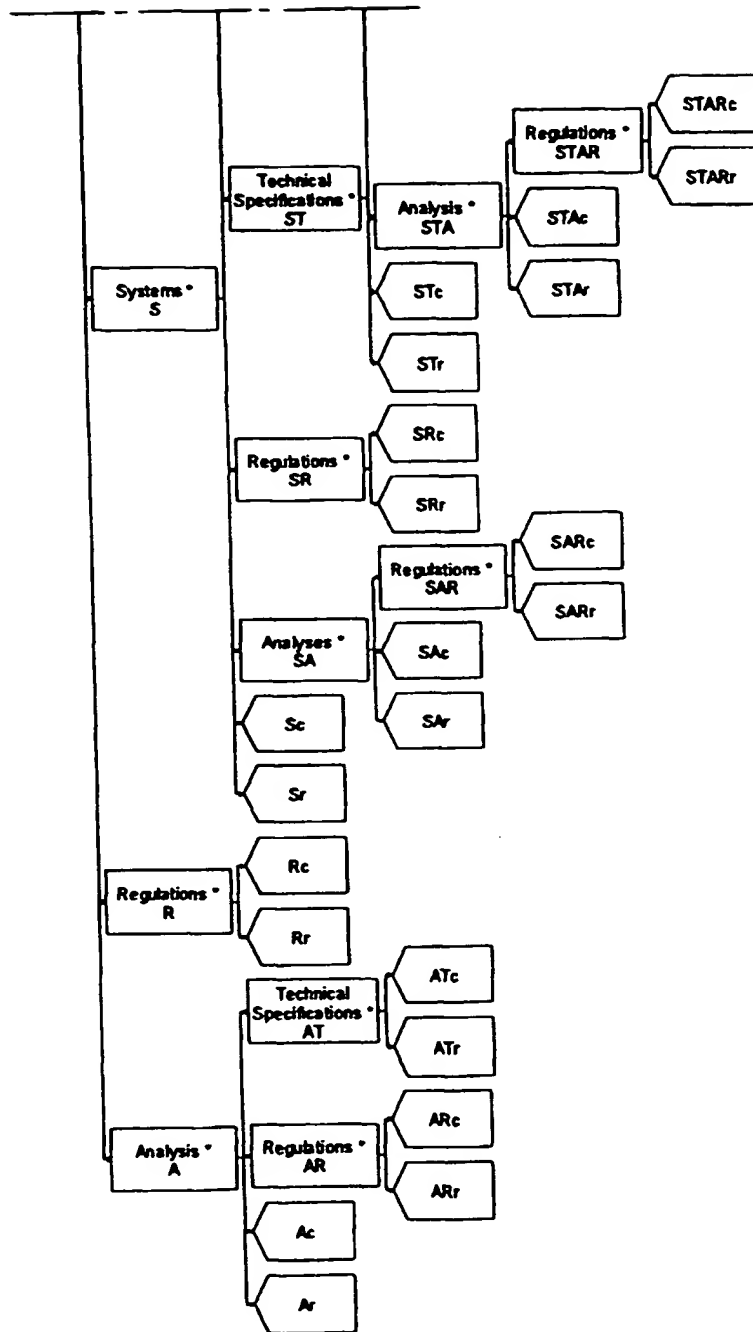 STARc
Regulations *
STAR
STARr
Technical
Specifications *
ST
Analysis *
STA
STAc
STAr
Systems *
S
STc
STr
Regulations *
SR
SRc
SRr
Regulations *
SAR
SARc
SARr
Analyses *
SA
SAc
SAr
Sc
Sr
Regulations *
R
Rc
Rr
Technical
Specifications *
AT
ATc
ATr
Analysis *
A
Regulations *
AR
ARc
ARr
Ac
Ar